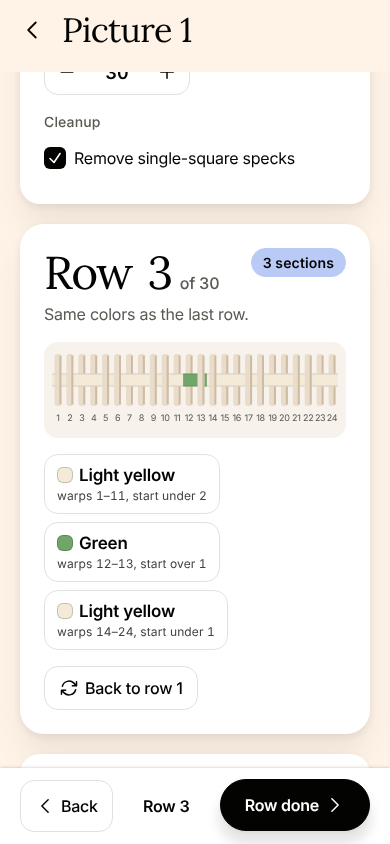 Picture 1
30
Cleanup
Remove single-square specks
Row 3 of 30
3 sections
Same colors as the last row.
1 2 3 4 5 6 7 8 9 10 11 12 13 14 15 16 17 18 19 20 21 22 23 24
Light yellow
warps 1–11, start under 2
Green
warps 12–13, start over 1
Light yellow
warps 14–24, start under 1
Back to row 1
Back
Row 3
Row done